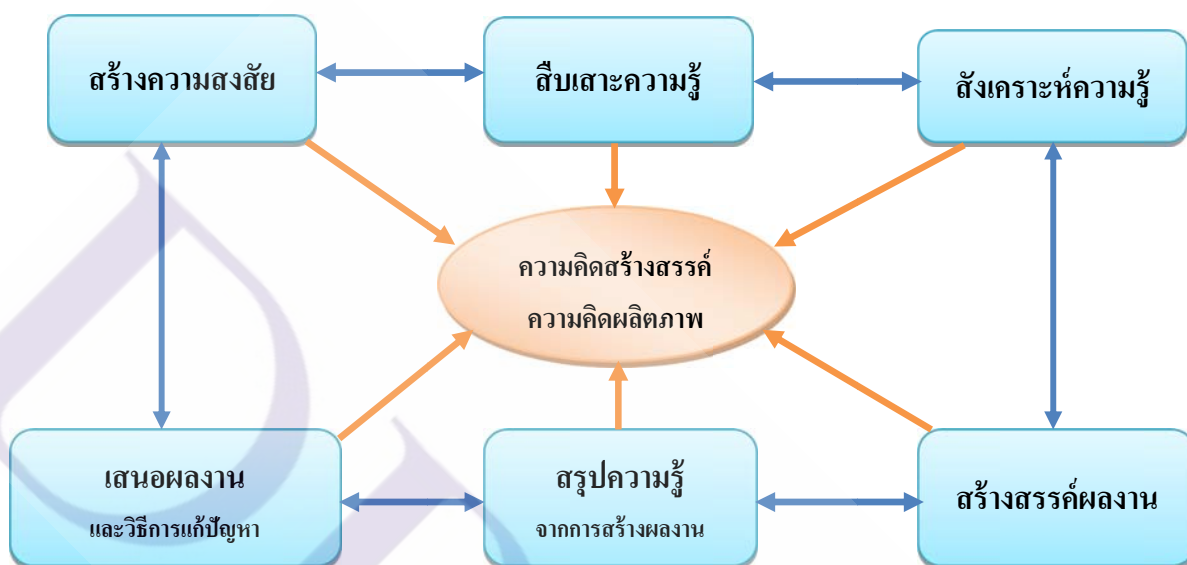 สร้างความสงสัย
สืบเสาะความรู้
สังเคราะห์ความรู้
ความคิดสร้างสรรค์
ความคิดผลิตภาพ
เสนอผลงาน
และวิธีการแก้ปัญหา
สรุปความรู้
จากการสร้างผลงาน
สร้างสรรค์ผลงาน